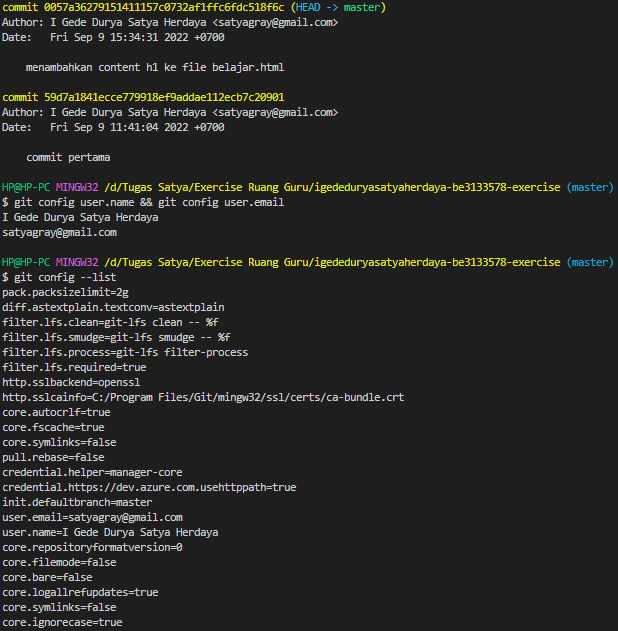 commit 0057a36279151411157c0732af1ffc6fdc518f6c (HEAD -> master)
Author: I Gede Durya Satya Herdaya <satyagray@gmail.com>
Date:   Fri Sep 9 15:34:31 2022 +0700
    menambahkan content h1 ke file belajar.html
commit 59d7a1841ecce779918ef9addae112ecb7c20901
Author: I Gede Durya Satya Herdaya <satyagray@gmail.com>
Date:   Fri Sep 9 11:41:04 2022 +0700
    commit pertama
HP@HP-PC MINGW32 /d/Tugas Satya/Exercise Ruang Guru/igededuryasatyaherdaya-be3133578-exercise (master)
$ git config user.name && git config user.email
I Gede Durya Satya Herdaya
satyagray@gmail.com
HP@HP-PC MINGW32 /d/Tugas Satya/Exercise Ruang Guru/igededuryasatyaherdaya-be3133578-exercise (master)
$ git config --list
pack.packsizelimit=2g
diff.astextplain.textconv=astextplain
filter.lfs.clean=git-lfs clean -- %f
filter.lfs.smudge=git-lfs smudge -- %f
filter.lfs.process=git-lfs filter-process
filter.lfs.required=true
http.sslbackend=openssl
http.sslcainfo=C:/Program Files/Git/mingw32/ssl/certs/ca-bundle.crt
core.autocrlf=true
core.fscache=true
core.symlinks=false
pull.rebase=false
credential.helper=manager-core
credential.https://dev.azure.com.usehttppath=true
init.defaultbranch=master
user.email=satyagray@gmail.com
user.name=I Gede Durya Satya Herdaya
core.repositoryformatversion=0
core.filemode=false
core.bare=false
core.logallrefupdates=true
core.symlinks=false
core.ignorecase=true